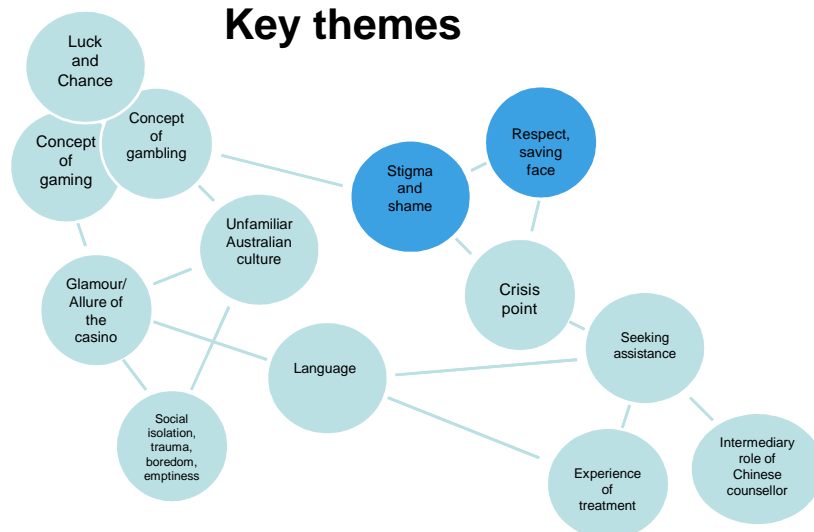 Key themes
Luck
and
Chance
Concept
of
gambling
Concept
of
gaming
Respect,
saving
face
Stigma
and
shame
Unfamiliar
Australian
culture
Glamour/
Allure of
the
casino
Crisis
point
Seeking
assistance
Language
Social
isolation,
trauma,
boredom,
emptiness
Experience
of
treatment
Intermediary
role of
Chinese
counsellor